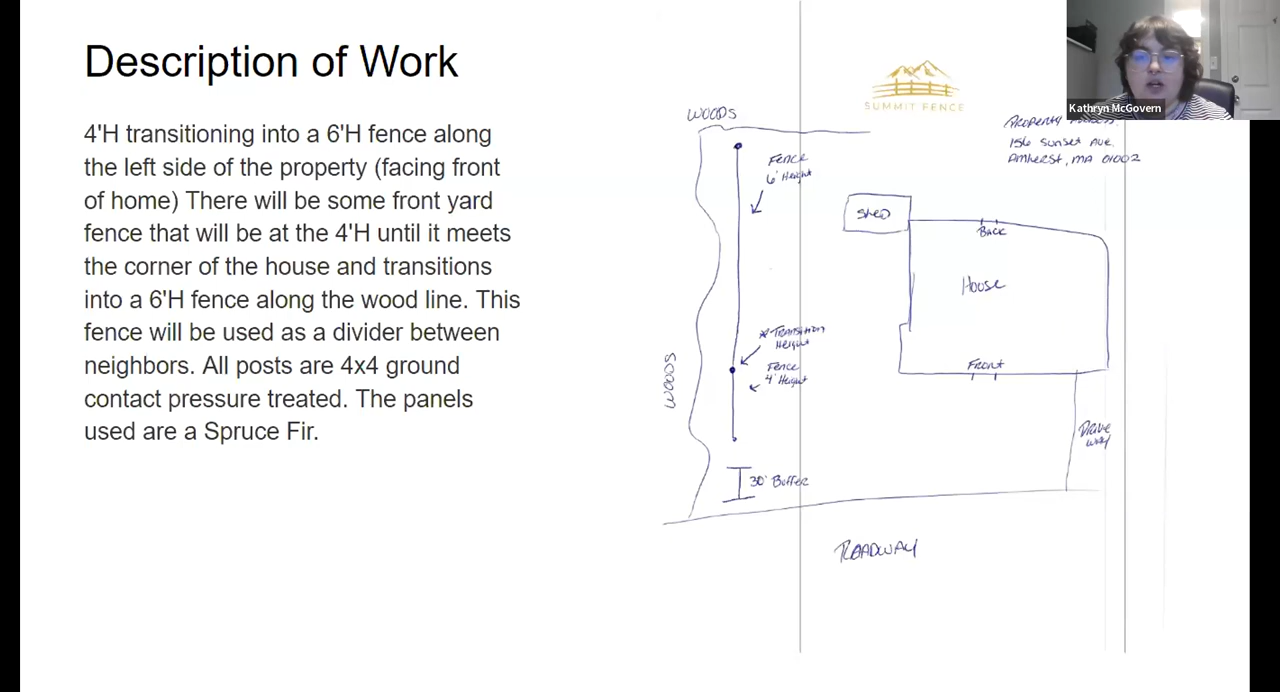 Description of Work
4'H transitioning into a 6'H fence along
the left side of the property (facing front
of home) There will be some front yard
fence that will be at the 4'H until it meets
the corner of the house and transitions
into a 6'H fence along the wood line. This
fence will be used as a divider between
neighbors. All posts are 4x4 ground
contact pressure treated. The panels
used are a Spruce Fir.
SUMMIT FENCE
Kathryn McGovern
PROPERTY
156 Sunset Ave.
Amherst, MA 01002
WOODS
Fence
6' Height
Shed
BACK
House
* TRANSITION
Height
Fence
4' Height
WOODS
FRONT
DRIVE
WAY
30' Buffer
ROADWAY